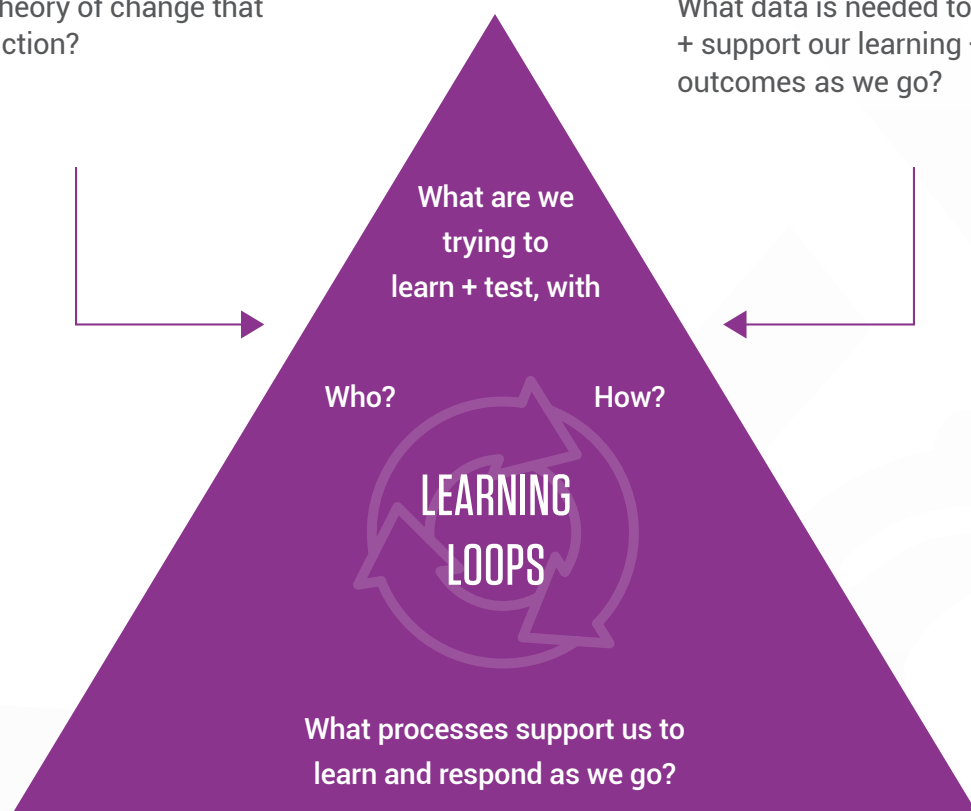 heory of change that
ction?
What data is needed to
+ support our learning
outcomes as we go?
What are we
trying to
learn + test, with
Who?
How?
LEARNING
LOOPS
What processes support us to
learn and respond as we go?